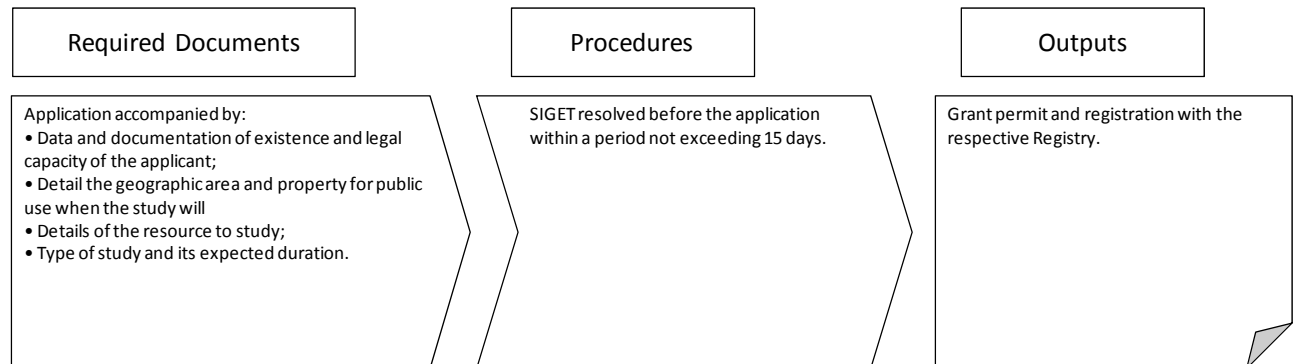 Required Documents
Procedures
Outputs
Application accompanied by:
• Data and documentation of existence and legal
capacity of the applicant;
• Detail the geographic area and property for public
use when the study will
• Details of the resource to study;
• Type of study and its expected duration.
SIGET resolved before the application
within a period not exceeding 15 days.
Grant permit and registration with the
respective Registry.